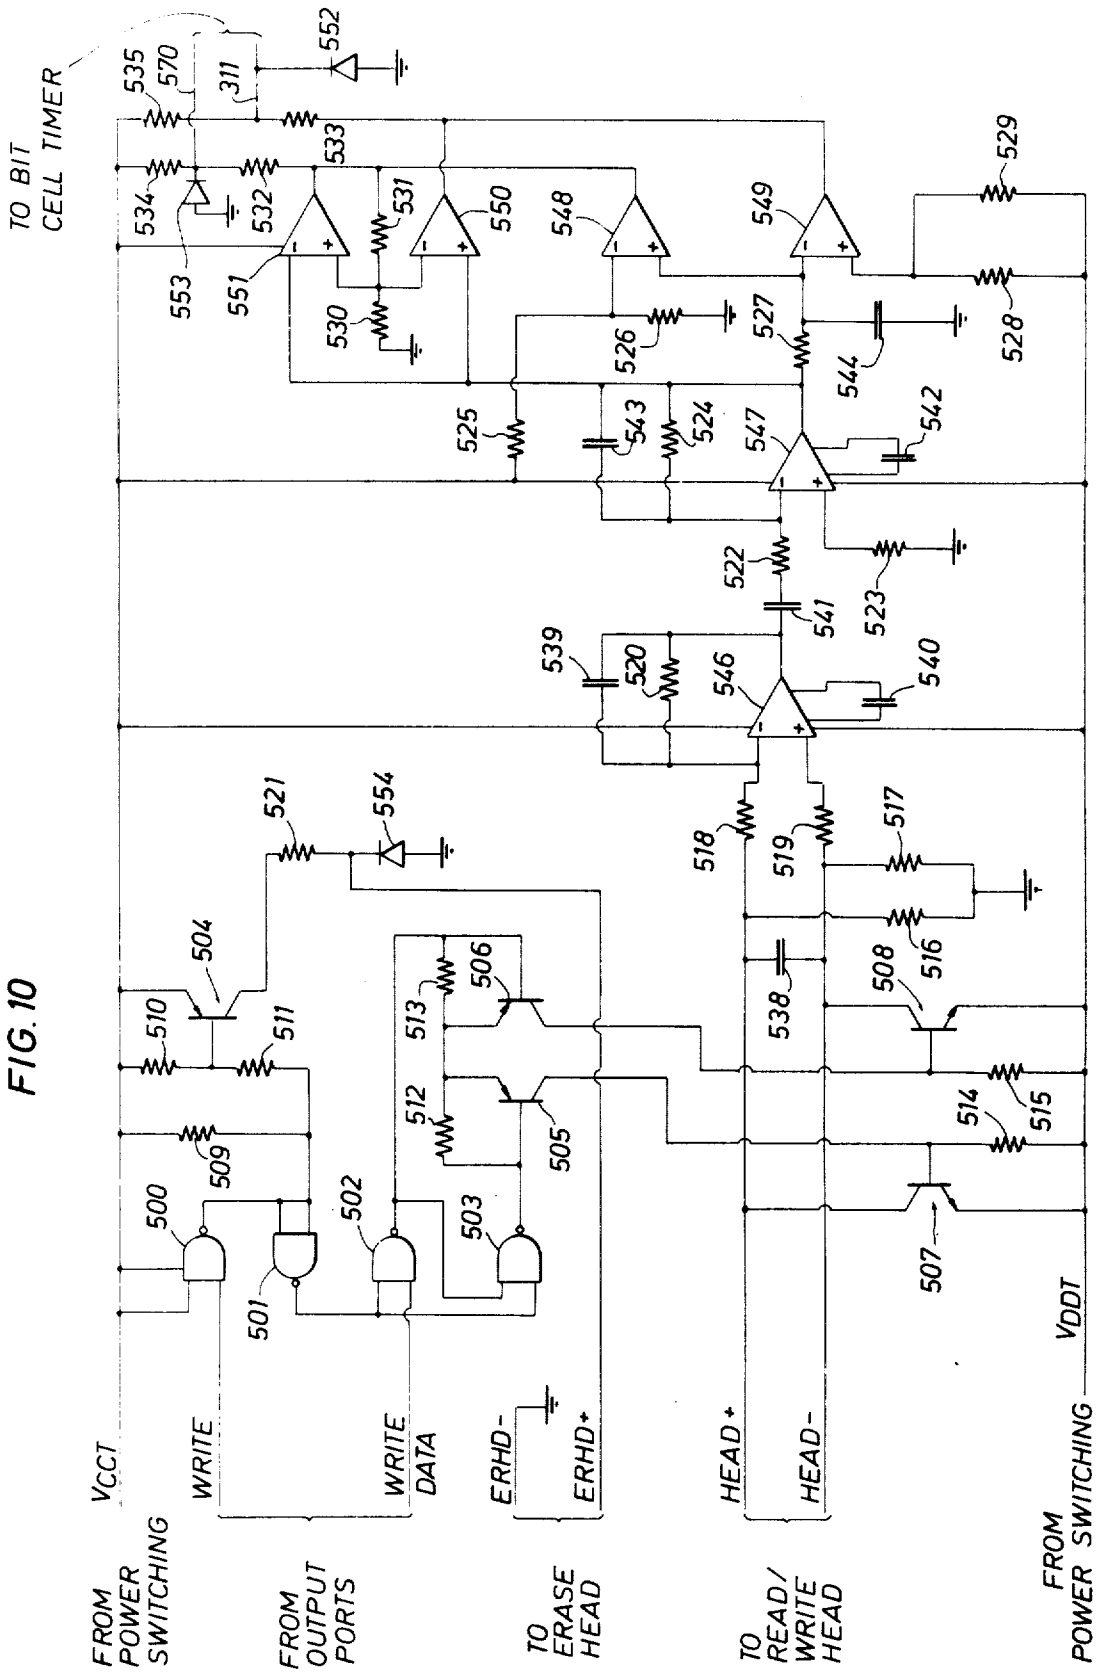 FIG. 10
FROM
POWER
SWITCHING
VCCT
FROM
OUTPUT
PORTS
WRITE
WRITE
DATA
TO
ERASE
HEAD
ERHD-
ERHD+
TO
READ/
WRITE
HEAD
HEAD+
HEAD-
FROM
POWER SWITCHING
VDDT
TO BIT
CELL TIMER
500
501
502
503
509
510
511
504
512
513
505
506
521
554
507
508
514
515
516
517
538
518
519
539
520
546
540
541
522
523
525
543
524
547
542
527
544
526
548
549
528
529
530
531
550
551
553
532
534
533
535
570
311
552